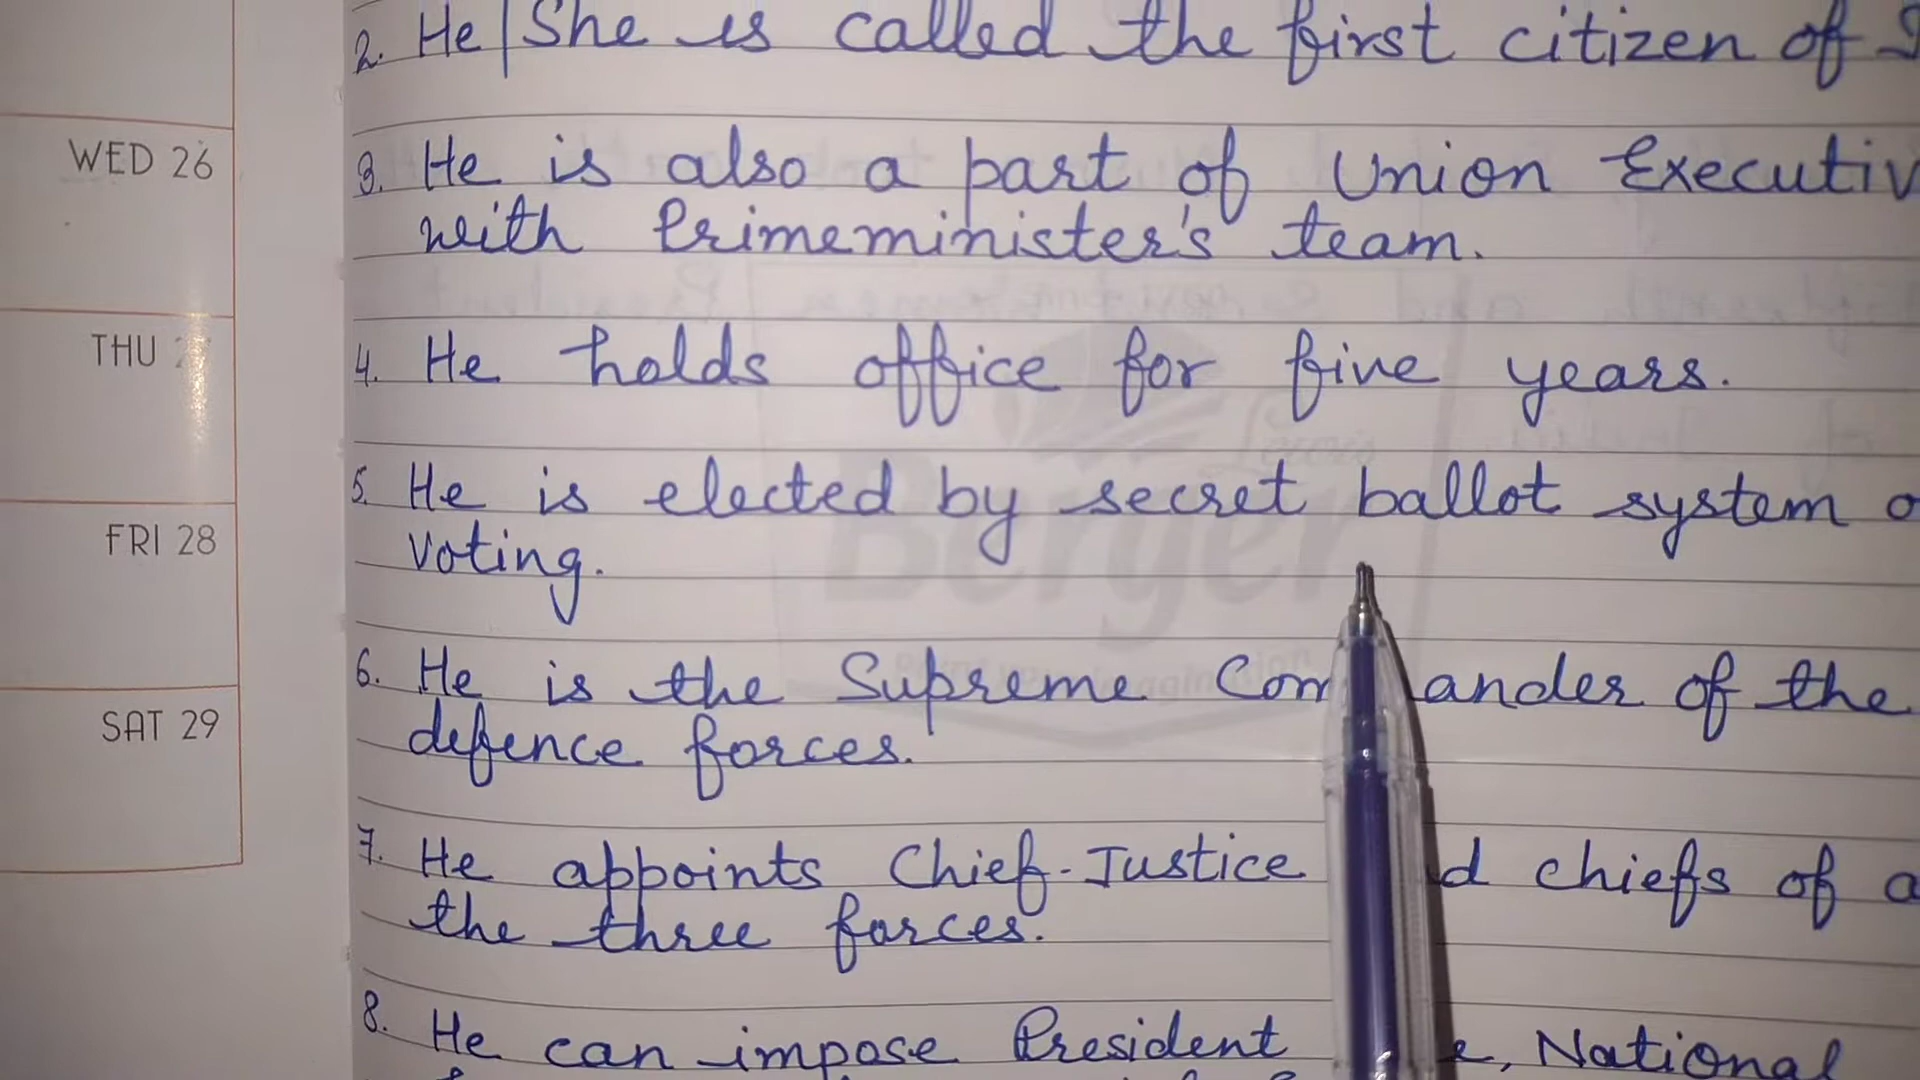 2. He/She is called the first citizen of
WED 26
3. He is also a part of Union Executiv
with Primeminister's team.
THU
4. He holds office for five years.
5. He is elected by secret ballot system o
FRI 28
voting.
6. He is the Supreme Com ander of the
SAT 29
defence forces.
7. He appoints Chief-Justice d chiefs of a
the three forces.
8. He can impose President e, National
Berger